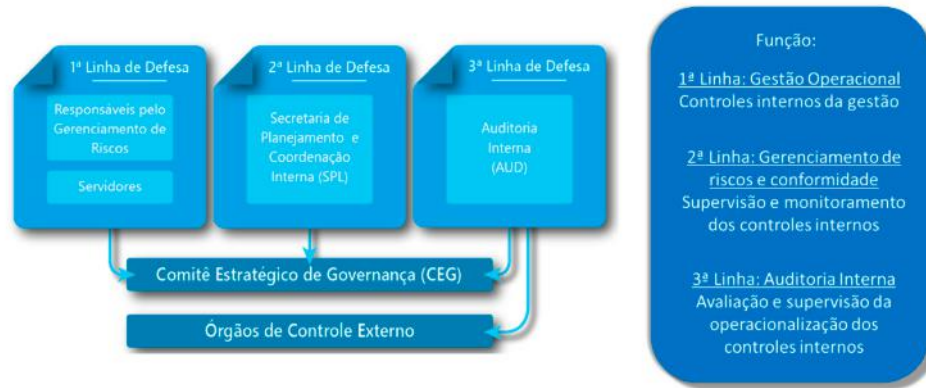 1ª Linha de Defesa
Responsáveis pelo
Gerenciamento de
Riscos
Servidores
2ª Linha de Defesa
Secretaria de
Planejamento e
Coordenação
Interna (SPL)
3ª Linha de Defesa
Auditoria
Interna
(AUD)
Comitê Estratégico de Governança (CEG)
Órgãos de Controle Externo
Função:
1ª Linha: Gestão Operacional
Controles internos da gestão
2ª Linha: Gerenciamento de
riscos e conformidade
Supervisão e monitoramento
dos controles internos
3ª Linha: Auditoria Interna
Avaliação e supervisão da
operacionalização dos
controles internos